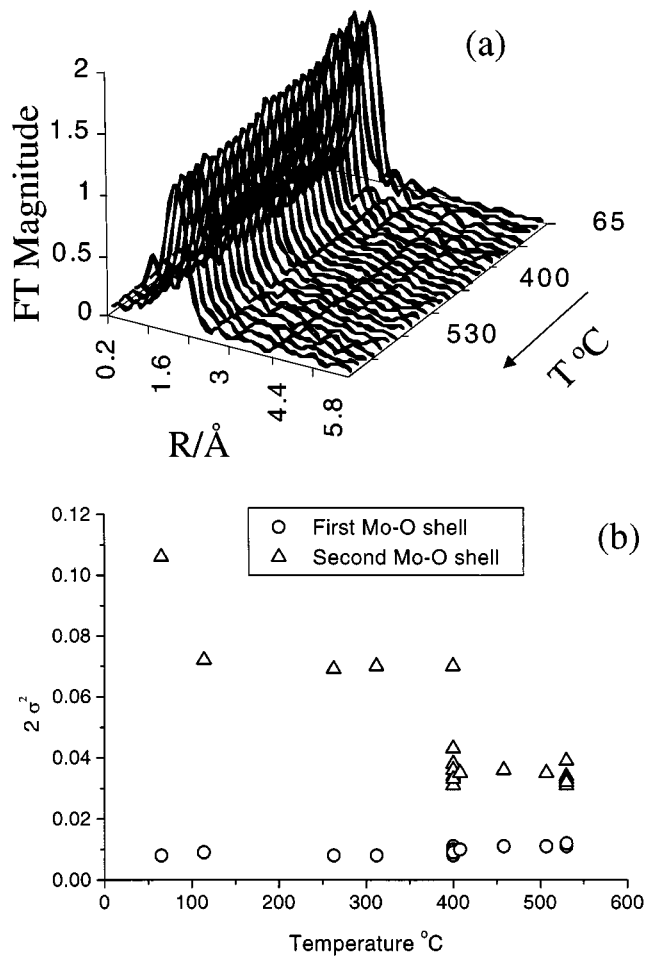 (a)
2
1.5
1
0.5
0
FT Magnitude
0.2
1.6
3
4.4
5.8
R/Å
65
400
530
T °C
(b)
First Mo-O shell
Second Mo-O shell
0.12
0.10
0.08
0.06
0.04
0.02
0.00
2 σ²
0 100 200 300 400 500 600
Temperature °C